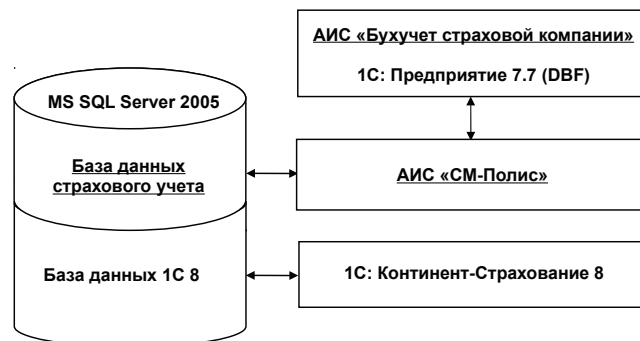 АИС «Бухучет страховой компании»
1С: Предприятие 7.7 (DBF)
MS SQL Server 2005
База данных
страхового учета
АИС «СМ-Полис»
База данных 1С 8
1С: Континент-Страхование 8